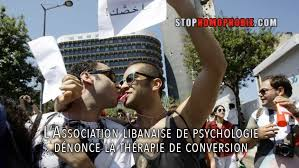 STOPHOMOPHOBIE.COM
L'ASSOCIATION LIBANAISE DE PSYCHOLOGIE
DÉNONCE LA THÉRAPIE DE CONVERSION